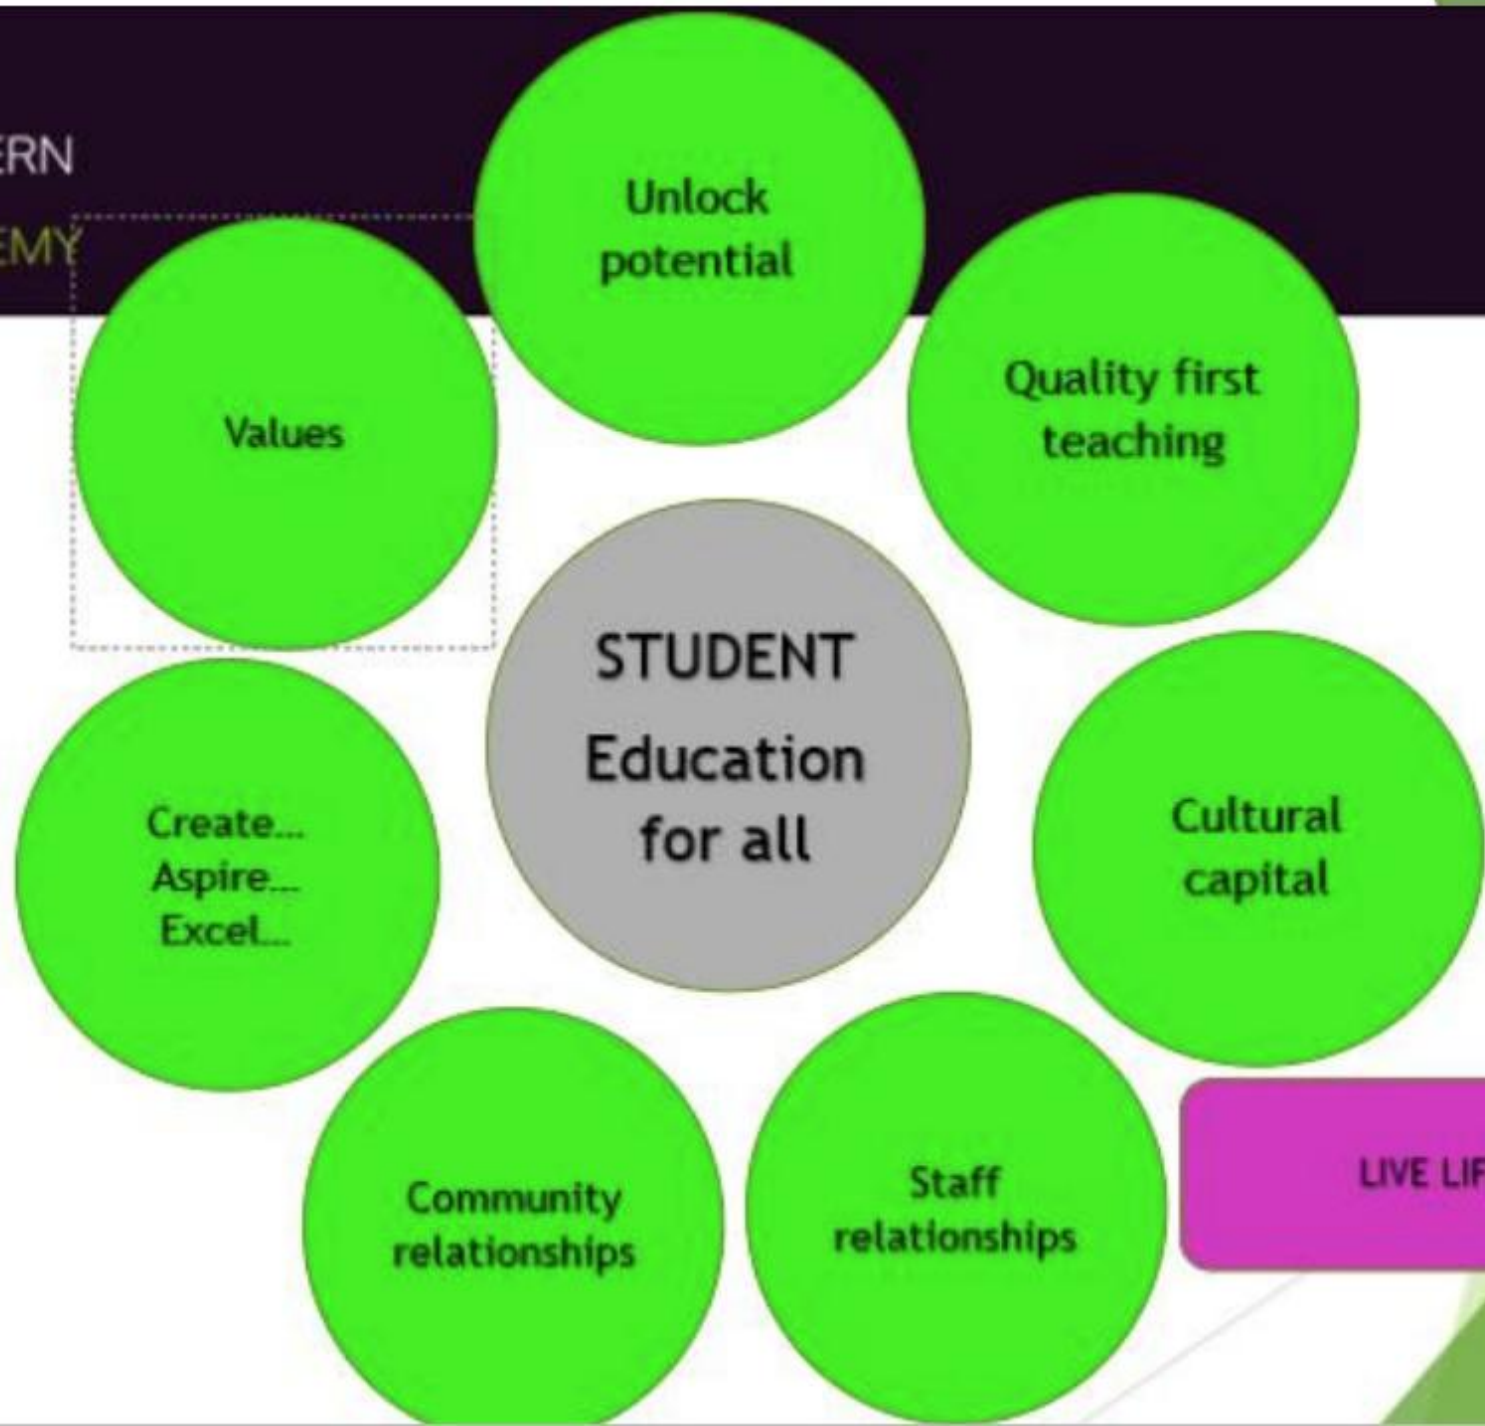 ERN
EMY
Unlock
potential
Quality first
teaching
Values
STUDENT
Education
for all
Cultural
capital
Create...
Aspire...
Excel...
Community
relationships
Staff
relationships
LIVE LIF